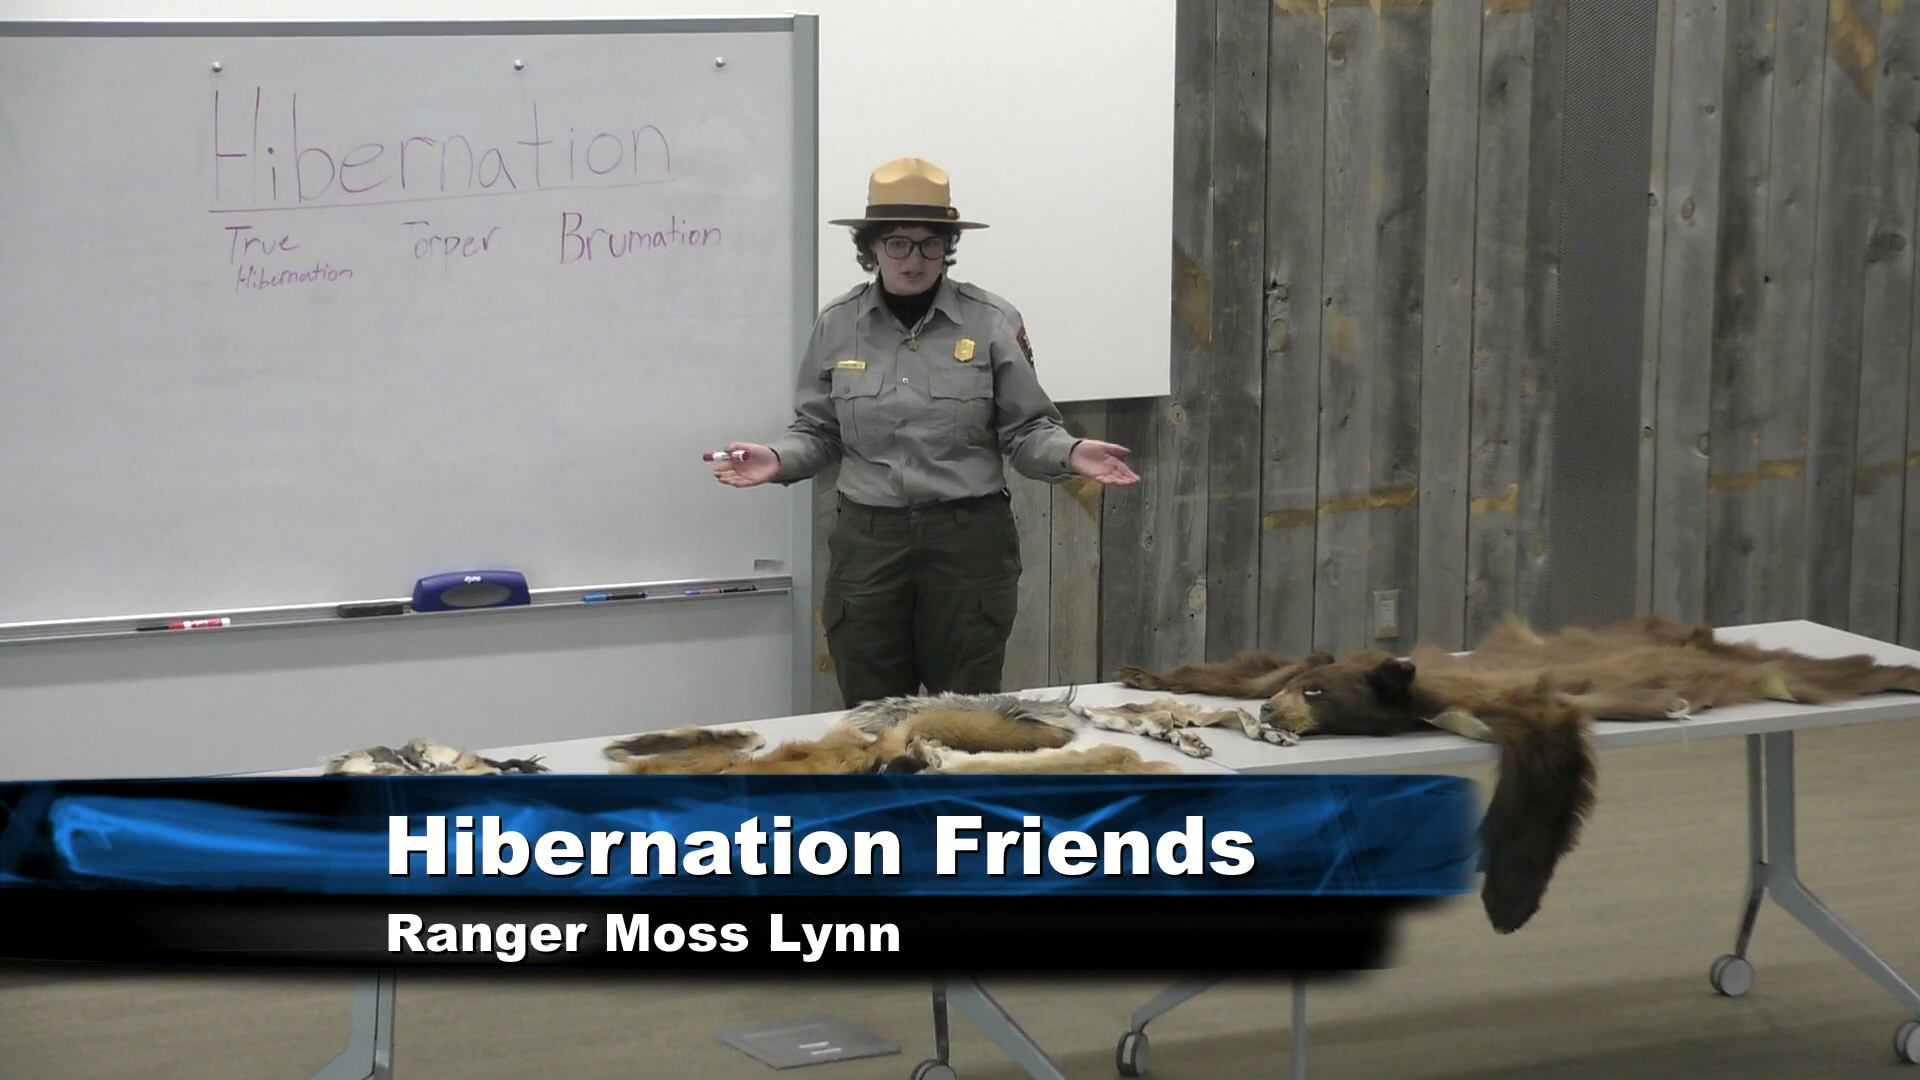 Hibernation
True Torper Brumation
Hibernation
Hibernation Friends
Ranger Moss Lynn